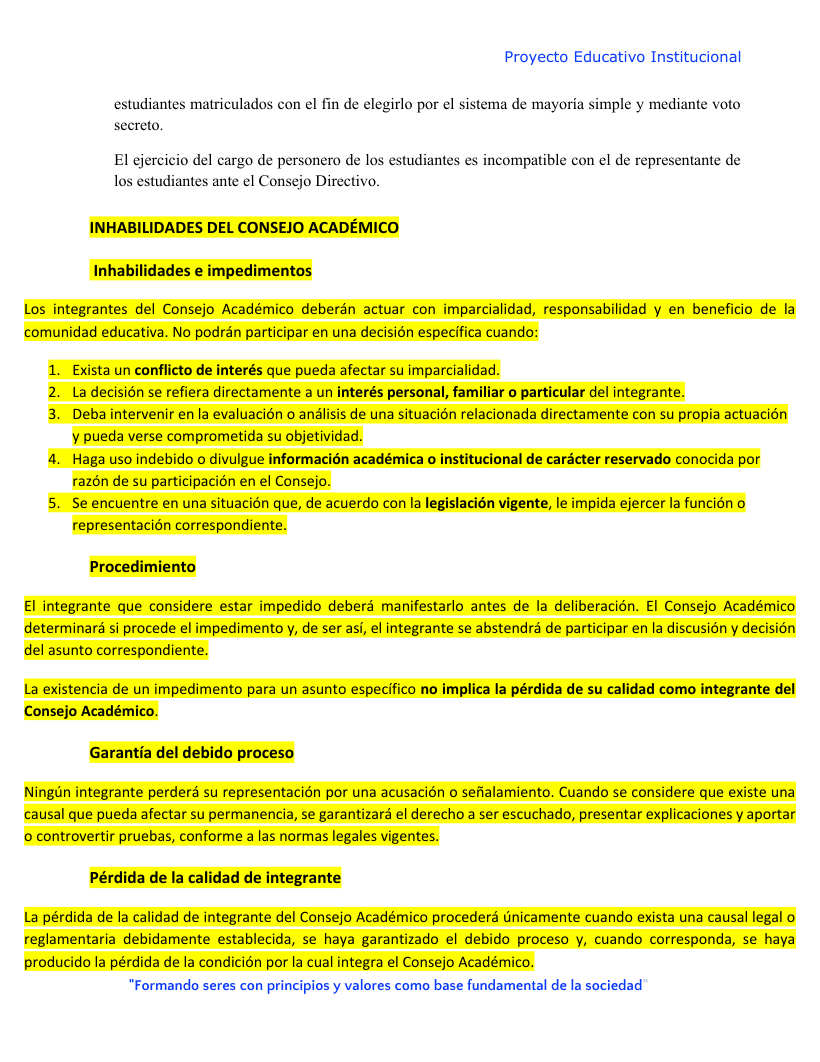 Proyecto Educativo Institucional
estudiantes matriculados con el fin de elegirlo por el sistema de mayoría simple y mediante voto
secreto.
El ejercicio del cargo de personero de los estudiantes es incompatible con el de representante de
los estudiantes ante el Consejo Directivo.
INHABILIDADES DEL CONSEJO ACADÉMICO
Inhabilidades e impedimentos
Los integrantes del Consejo Académico deberán actuar con imparcialidad, responsabilidad y en beneficio de la
comunidad educativa. No podrán participar en una decisión específica cuando:
1. Exista un conflicto de interés que pueda afectar su imparcialidad.
2. La decisión se refiera directamente a un interés personal, familiar o particular del integrante.
3. Deba intervenir en la evaluación o análisis de una situación relacionada directamente con su propia actuación
y pueda verse comprometida su objetividad.
4. Haga uso indebido o divulgue información académica o institucional de carácter reservado conocida por
razón de su participación en el Consejo.
5. Se encuentre en una situación que, de acuerdo con la legislación vigente, le impida ejercer la función o
representación correspondiente.
Procedimiento
El integrante que considere estar impedido deberá manifestarlo antes de la deliberación. El Consejo Académico
determinará si procede el impedimento y, de ser así, el integrante se abstendrá de participar en la discusión y decisión
del asunto correspondiente.
La existencia de un impedimento para un asunto específico no implica la pérdida de su calidad como integrante del
Consejo Académico.
Garantía del debido proceso
Ningún integrante perderá su representación por una acusación o señalamiento. Cuando se considere que existe una
causal que pueda afectar su permanencia, se garantizará el derecho a ser escuchado, presentar explicaciones y aportar
o controvertir pruebas, conforme a las normas legales vigentes.
Pérdida de la calidad de integrante
La pérdida de la calidad de integrante del Consejo Académico procederá únicamente cuando exista una causal legal o
reglamentaria debidamente establecida, se haya garantizado el debido proceso y, cuando corresponda, se haya
producido la pérdida de la condición por la cual integra el Consejo Académico.
"Formando seres con principios y valores como base fundamental de la sociedad"